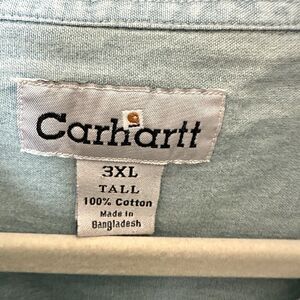 Carhartt
3XL
TALL
100% Cotton
Made in
Bangladesh